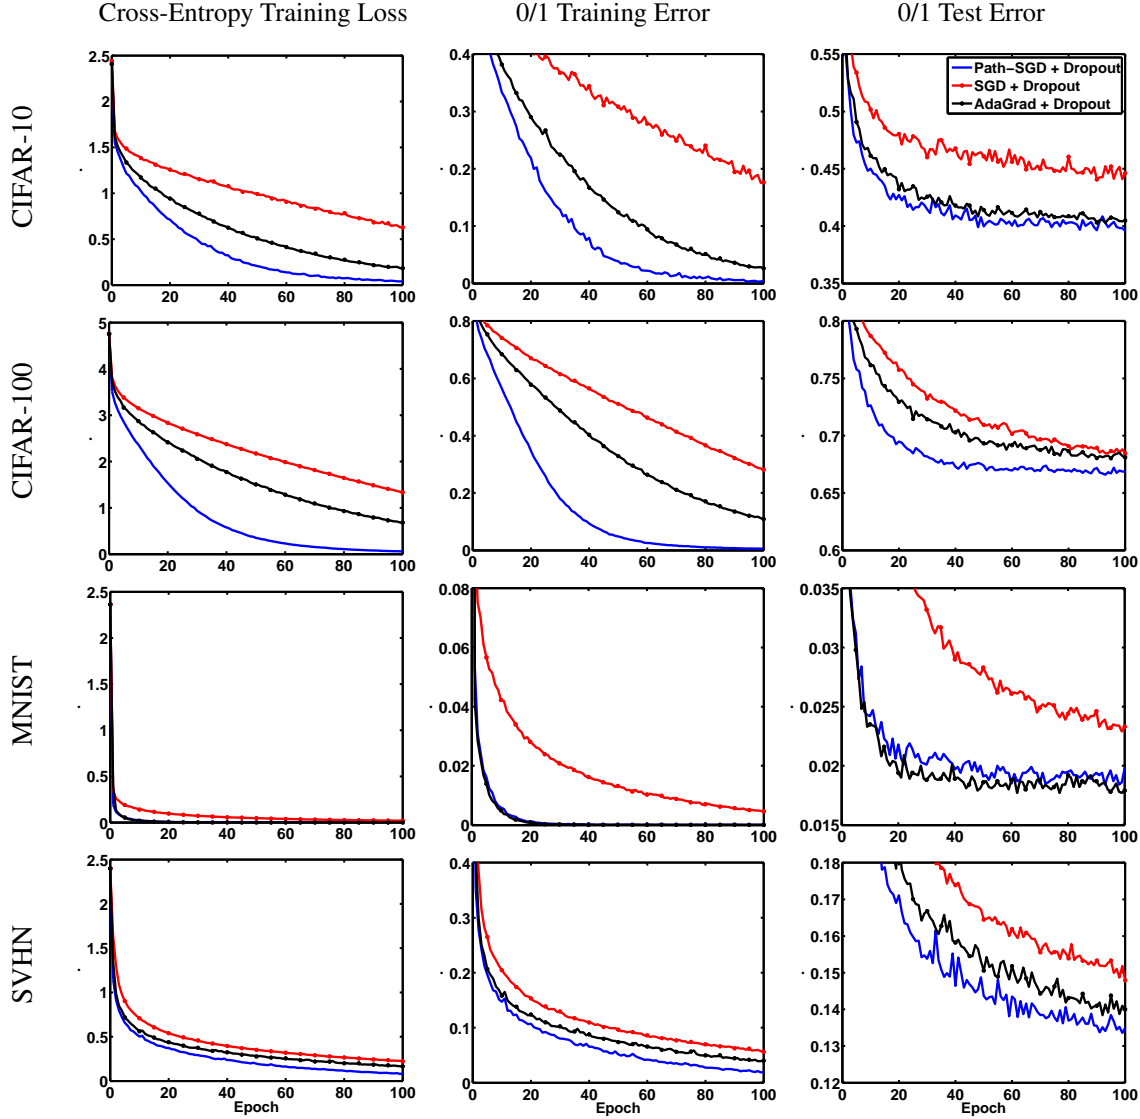 Cross-Entropy Training Loss
0/1 Training Error
0/1 Test Error
CIFAR-10
2.5
2
1.5
1
0.5
0
0 20 40 60 80 100
0.4
0.3
0.2
0.1
0
0 20 40 60 80 100
0.55
0.5
0.45
0.4
0.35
0 20 40 60 80 100
Path-SGD + Dropout
SGD + Dropout
AdaGrad + Dropout
CIFAR-100
5
4
3
2
1
0
0 20 40 60 80 100
0.8
0.6
0.4
0.2
0
0 20 40 60 80 100
0.8
0.75
0.7
0.65
0.6
0 20 40 60 80 100
MNIST
2.5
2
1.5
1
0.5
0
0 20 40 60 80 100
0.08
0.06
0.04
0.02
0
0 20 40 60 80 100
0.035
0.03
0.025
0.02
0.015
0 20 40 60 80 100
SVHN
2.5
2
1.5
1
0.5
0
0 20 40 60 80 100
Epoch
0.4
0.3
0.2
0.1
0
0 20 40 60 80 100
Epoch
0.18
0.17
0.16
0.15
0.14
0.13
0.12
0 20 40 60 80 100
Epoch